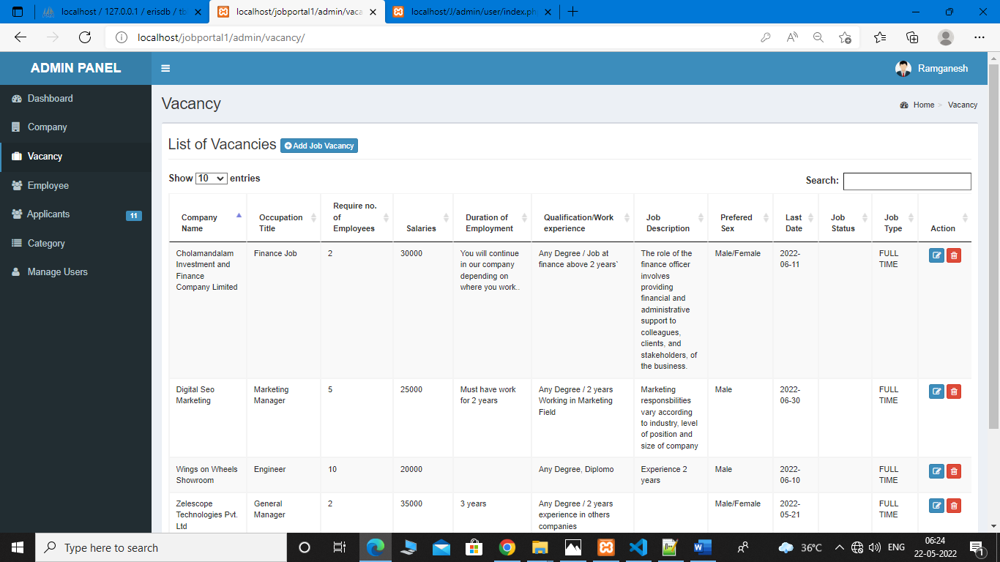 localhost / 127.0.0.1 / erisdb / tb
localhost/jobportal1/admin/vaca
localhost/J/admin/user/index.ph
localhost/jobportal1/admin/vacancy/
ADMIN PANEL
Ramganesh
Dashboard
Company
Vacancy
Employee
Applicants 11
Category
Manage Users
Vacancy
Home > Vacancy
List of Vacancies Add Job Vacancy
Show 10 entries
Search:
Company
Name
Occupation
Title
Require no.
of
Employees
Salaries
Duration of
Employment
Qualification/Work
experience
Job
Description
Prefered
Sex
Last
Date
Job
Status
Job
Type
Action
Cholamandalam
Investment and
Finance
Company Limited
Finance Job
2
30000
You will continue
in our company
depending on
where you work..
Any Degree / Job at
finance above 2 years`
The role of the
finance officer
involves
providing
financial and
administrative
support to
colleagues,
clients, and
stakeholders, of
the business.
Male/Female
2022-
06-11
FULL
TIME
Digital Seo
Marketing
Marketing
Manager
5
25000
Must have work
for 2 years
Any Degree / 2 years
Working in Marketing
Field
Marketing
responsbilities
vary according
to industry, level
of position and
size of company
Male
2022-
06-30
FULL
TIME
Wings on Wheels
Showroom
Engineer
10
20000
Any Degree, Diplomo
Experience 2
years
Male
2022-
06-10
FULL
TIME
Zelescope
Technologies Pvt.
Ltd
General
Manager
2
35000
3 years
Any Degree / 2 years
experience in others
companies
Male/Female
2022-
05-21
FULL
TIME
Type here to search
36°C
ENG
06:24
22-05-2022
1